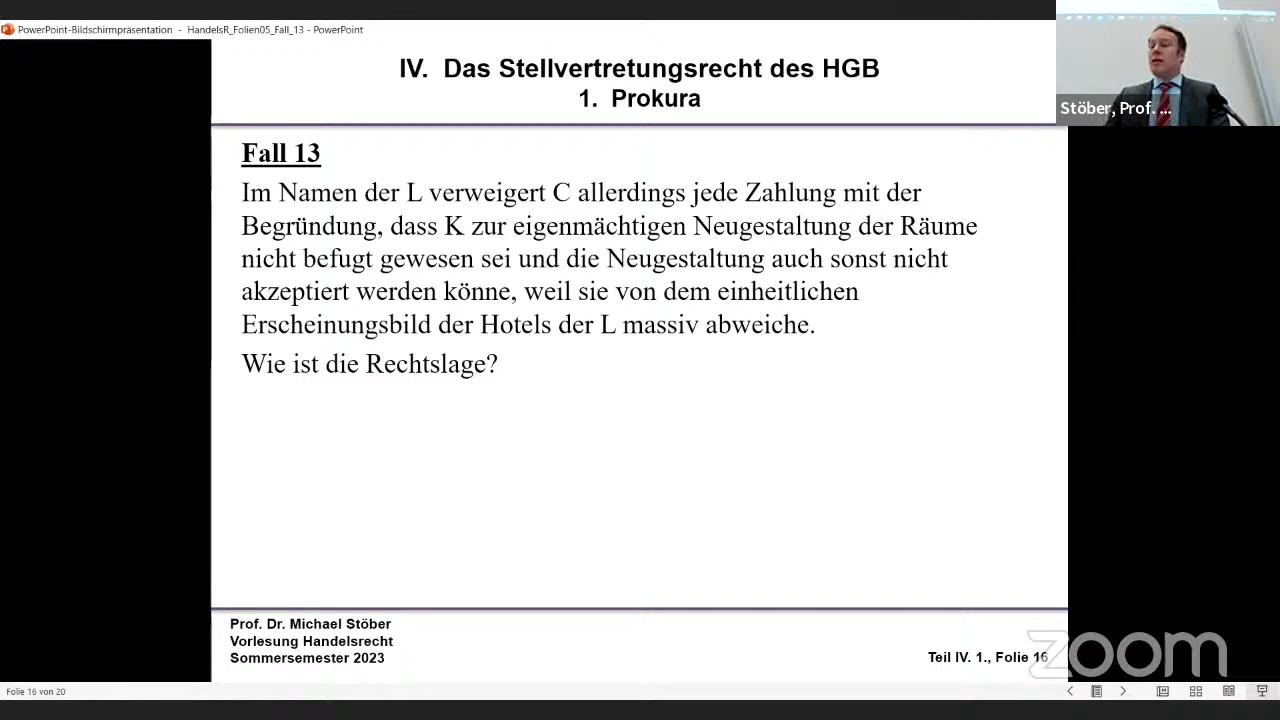 PowerPoint-Bildschirmpräsentation - HandelsR_Folien05_Fall_13 - PowerPoint
IV. Das Stellvertretungsrecht des HGB
1. Prokura
Stöber, Prof. ...
Fall 13
Im Namen der L verweigert C allerdings jede Zahlung mit der
Begründung, dass K zur eigenmächtigen Neugestaltung der Räume
nicht befugt gewesen sei und die Neugestaltung auch sonst nicht
akzeptiert werden könne, weil sie von dem einheitlichen
Erscheinungsbild der Hotels der L massiv abweiche.
Wie ist die Rechtslage?
Prof. Dr. Michael Stöber
Vorlesung Handelsrecht
Sommersemester 2023
Teil IV. 1., Folie 16
zoom
Folie 16 von 20